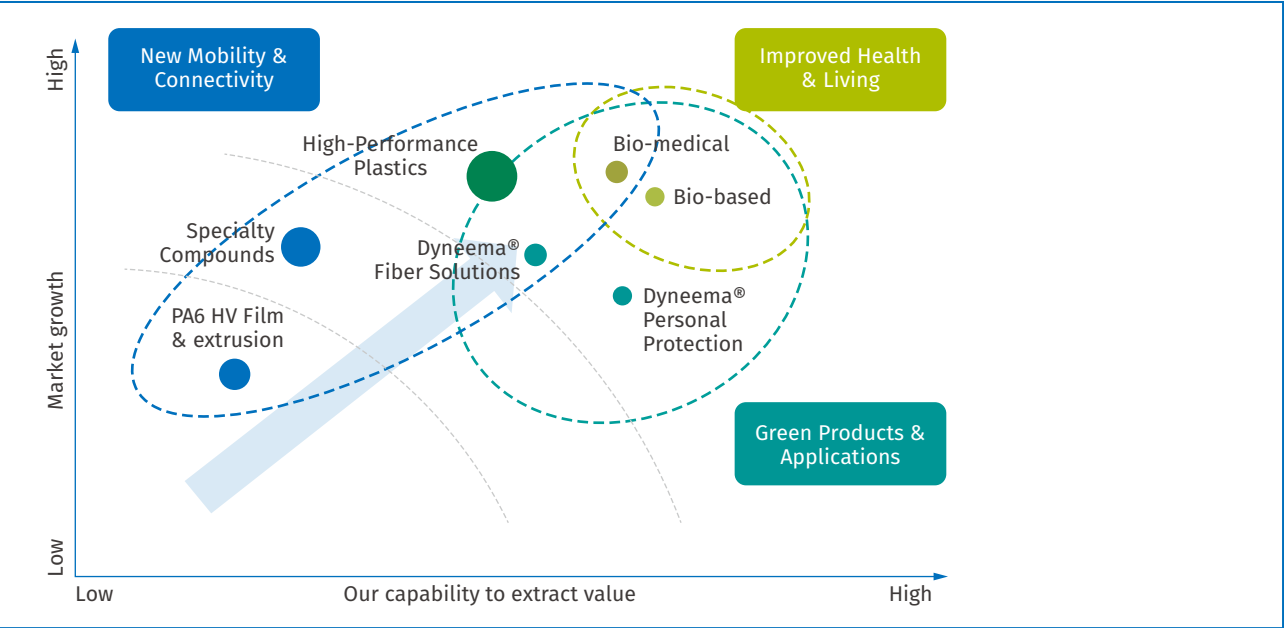 New Mobility &
Connectivity
Improved Health
& Living
High
High-Performance
Plastics
Bio-medical
Bio-based
Specialty
Compounds
Dyneema®
Fiber Solutions
Dyneema®
Personal
Protection
PA6 HV Film
& extrusion
Market growth
Green Products &
Applications
Low
Low
Our capability to extract value
High